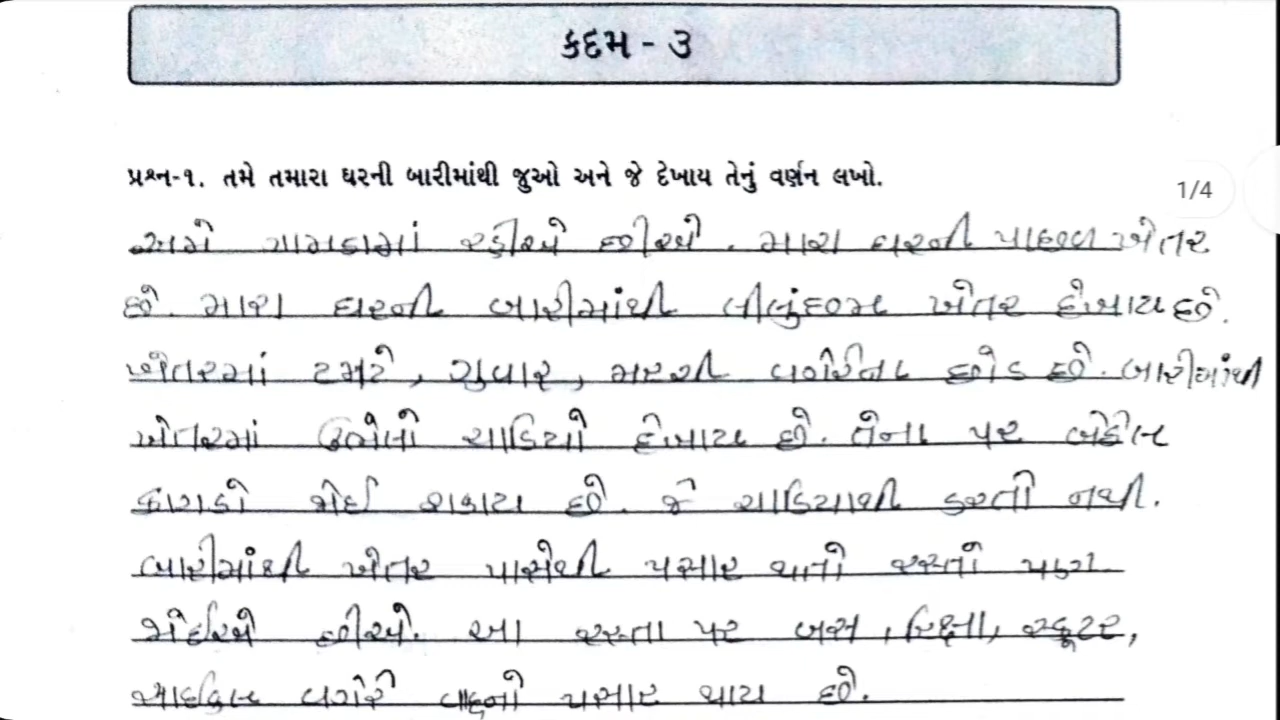 કદમ - ૩
પ્રશ્ન-૧. તમે તમારા ઘરની બારીમાંથી જુઓ અને જે દેખાય તેનું વર્ણન લખો.
1/4
અમે ગામડામાં રહીએ છીએ. મારા ઘરની પાછળ ખેતર
છે. મારા ઘરની બારીમાંથી લીલુંછમ ખેતર દેખાય છે.
ખેતરમાં ટમેટે, ગુવાર, મરચી વગેરેના છોડ છે. બારીમાંથી
ખેતરમાં ઊભેલો ચાડિયો દેખાય છે. તેના પર બેઠેલ
કાગડો જોઈ શકાય છે. જે ચાડિયાથી ડરતો નથી.
બારીમાંથી ખેતર પાસેથી પસાર થતો રસ્તો પણ
જોઈએ છીએ. આ રસ્તા પર બસ, રિક્ષા, સ્કૂટર,
સાઈકલ વગેરે વાહનો પસાર થાય છે.